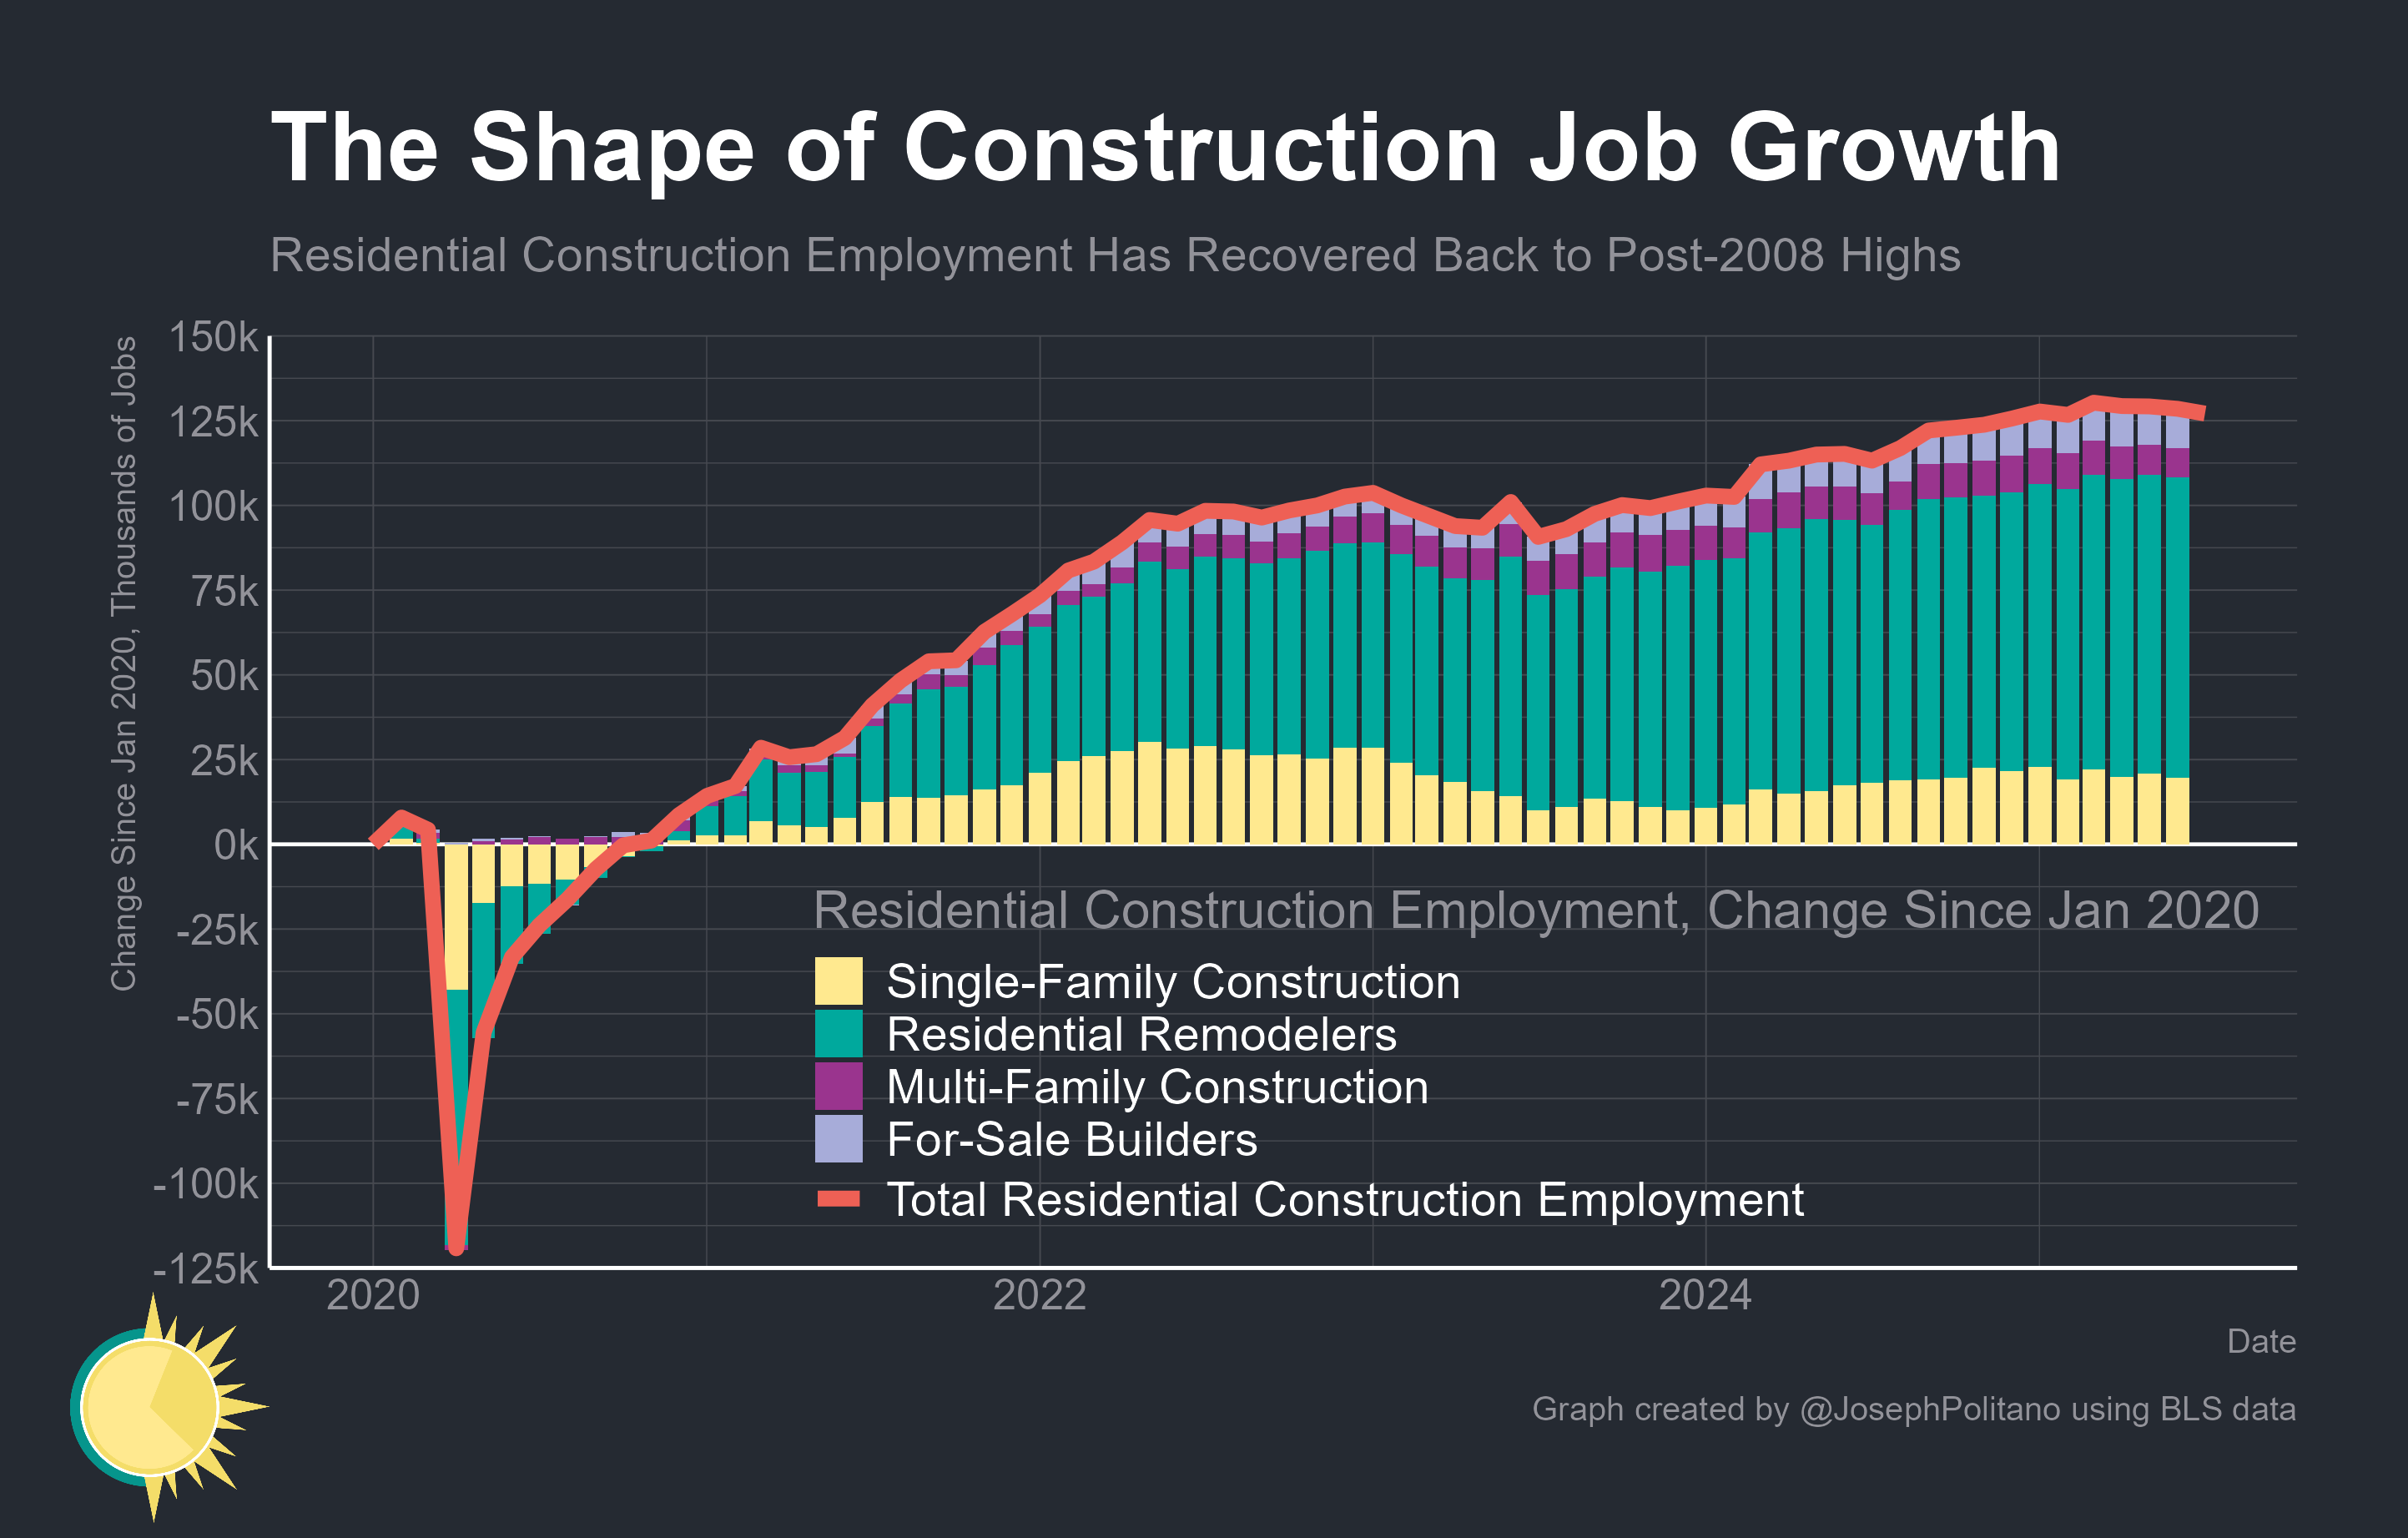 The Shape of Construction Job Growth
Residential Construction Employment Has Recovered Back to Post-2008 Highs
Change Since Jan 2020, Thousands of Jobs
150k
125k
100k
75k
50k
25k
0k
-25k
-50k
-75k
-100k
-125k
Residential Construction Employment, Change Since Jan 2020
Single-Family Construction
Residential Remodelers
Multi-Family Construction
For-Sale Builders
Total Residential Construction Employment
2020
2022
2024
Date
Graph created by @JosephPolitano using BLS data